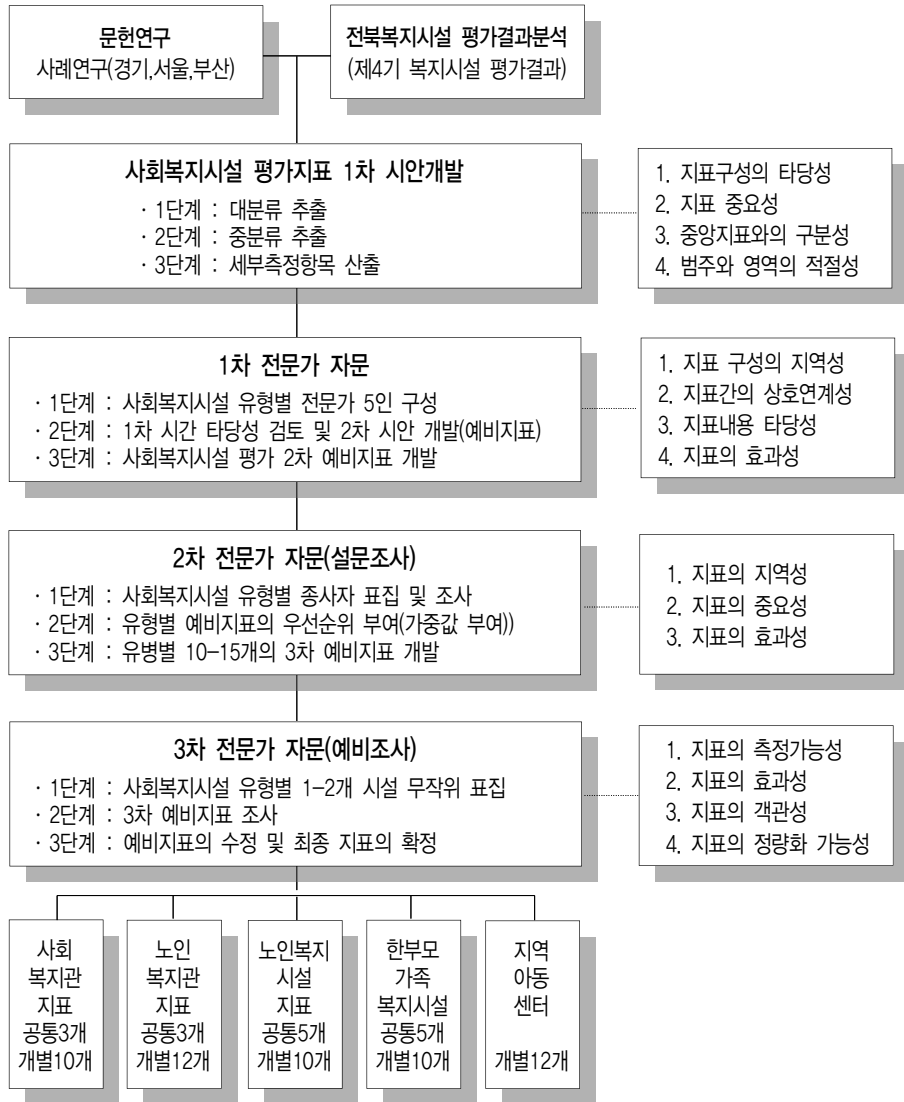 문헌연구
사례연구(경기,서울,부산)
전북복지시설 평가결과분석
(제4기 복지시설 평가결과)
사회복지시설 평가지표 1차 시안개발
· 1단계 : 대분류 추출
· 2단계 : 중분류 추출
· 3단계 : 세부측정항목 산출
1. 지표구성의 타당성
2. 지표 중요성
3. 중앙지표와의 구분성
4. 범주와 영역의 적절성
1차 전문가 자문
· 1단계 : 사회복지시설 유형별 전문가 5인 구성
· 2단계 : 1차 시간 타당성 검토 및 2차 시안 개발(예비지표)
· 3단계 : 사회복지시설 평가 2차 예비지표 개발
1. 지표 구성의 지역성
2. 지표간의 상호연계성
3. 지표내용 타당성
4. 지표의 효과성
2차 전문가 자문(설문조사)
· 1단계 : 사회복지시설 유형별 종사자 표집 및 조사
· 2단계 : 유형별 예비지표의 우선순위 부여(가중값 부여))
· 3단계 : 유병별 10-15개의 3차 예비지표 개발
1. 지표의 지역성
2. 지표의 중요성
3. 지표의 효과성
3차 전문가 자문(예비조사)
· 1단계 : 사회복지시설 유형별 1-2개 시설 무작위 표집
· 2단계 : 3차 예비지표 조사
· 3단계 : 예비지표의 수정 및 최종 지표의 확정
1. 지표의 측정가능성
2. 지표의 효과성
3. 지표의 객관성
4. 지표의 정량화 가능성
사회
복지관
지표
공통3개
개별10개
노인
복지관
지표
공통3개
개별12개
노인복지
시설
지표
공통5개
개별10개
한부모
가족
복지시설
공통5개
개별10개
지역
아동
센터
개별12개